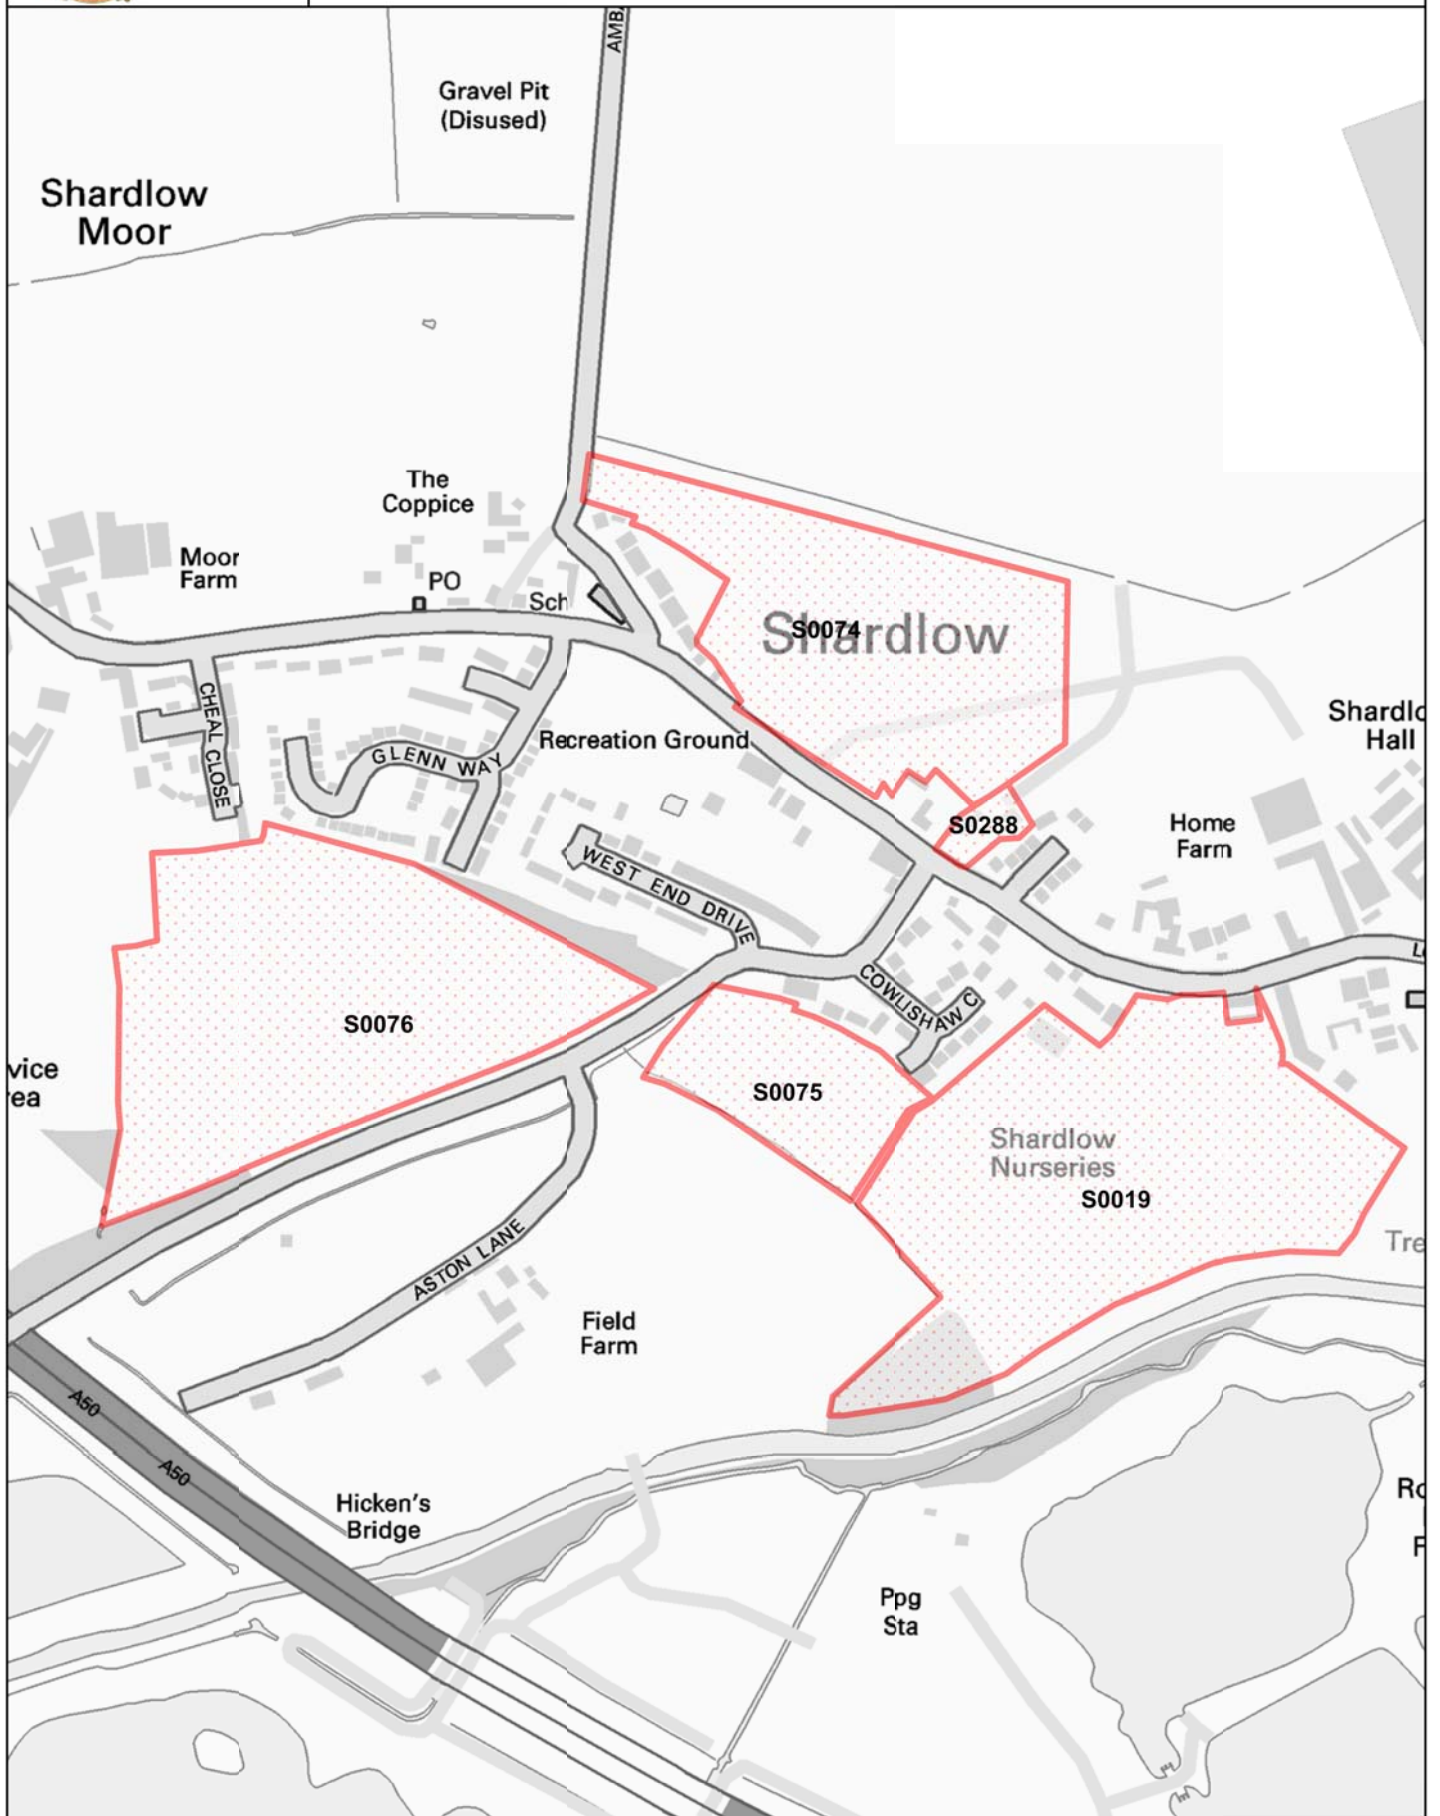 AMB
Gravel Pit
(Disused)
Shardlow
Moor
The
Coppice
Moor
Farm
PO
Sch
Shardlow
S0074
CHEAL CLOSE
GLENN WAY
Recreation Ground
Shardlo
Hall
S0288
Home
Farm
WEST END DRIVE
COWLISHAW C
S0076
vice
ea
S0075
Shardlow
Nurseries
S0019
Tre
ASTON LANE
Field
Farm
A50
A50
Hicken's
Bridge
Ro
F
Ppg
Sta